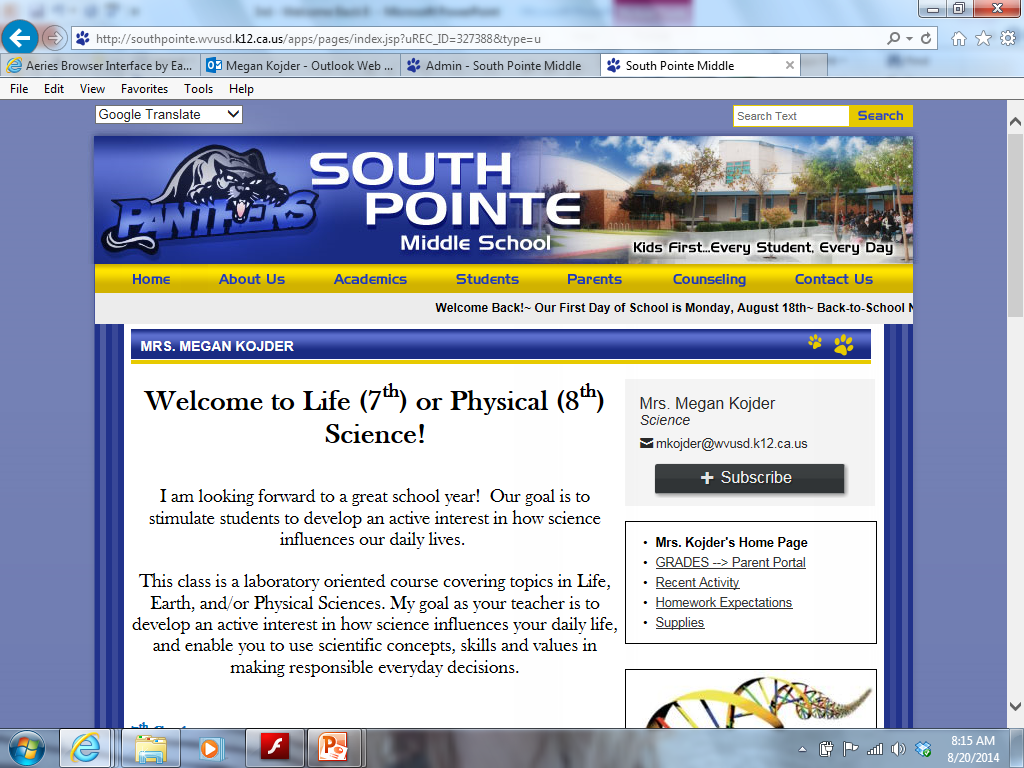 http://southpointe.wvusd.k12.ca.us/apps/pages/index.jsp?uREC_ID=327388&type=u
Aeries Browser Interface by Ea...
Megan Kojder - Outlook Web ...
Admin - South Pointe Middle
South Pointe Middle
File Edit View Favorites Tools Help
Google Translate
Search Text
Search
PANTHERS
SOUTH
POINTE
Middle School
Kids First...Every Student, Every Day
Home About Us Academics Students Parents Counseling Contact Us
Welcome Back!~ Our First Day of School is Monday, August 18th~ Back-to-School N
MRS. MEGAN KOJDER
Welcome to Life (7th) or Physical (8th)
Science!
I am looking forward to a great school year! Our goal is to
stimulate students to develop an active interest in how science
influences our daily lives.
This class is a laboratory oriented course covering topics in Life,
Earth, and/or Physical Sciences. My goal as your teacher is to
develop an active interest in how science influences your daily life,
and enable you to use scientific concepts, skills and values in
making responsible everyday decisions.
Mrs. Megan Kojder
Science
mkojder@wvusd.k12.ca.us
+ Subscribe
• Mrs. Kojder's Home Page
• GRADES --> Parent Portal
• Recent Activity
• Homework Expectations
• Supplies
8:15 AM
8/20/2014